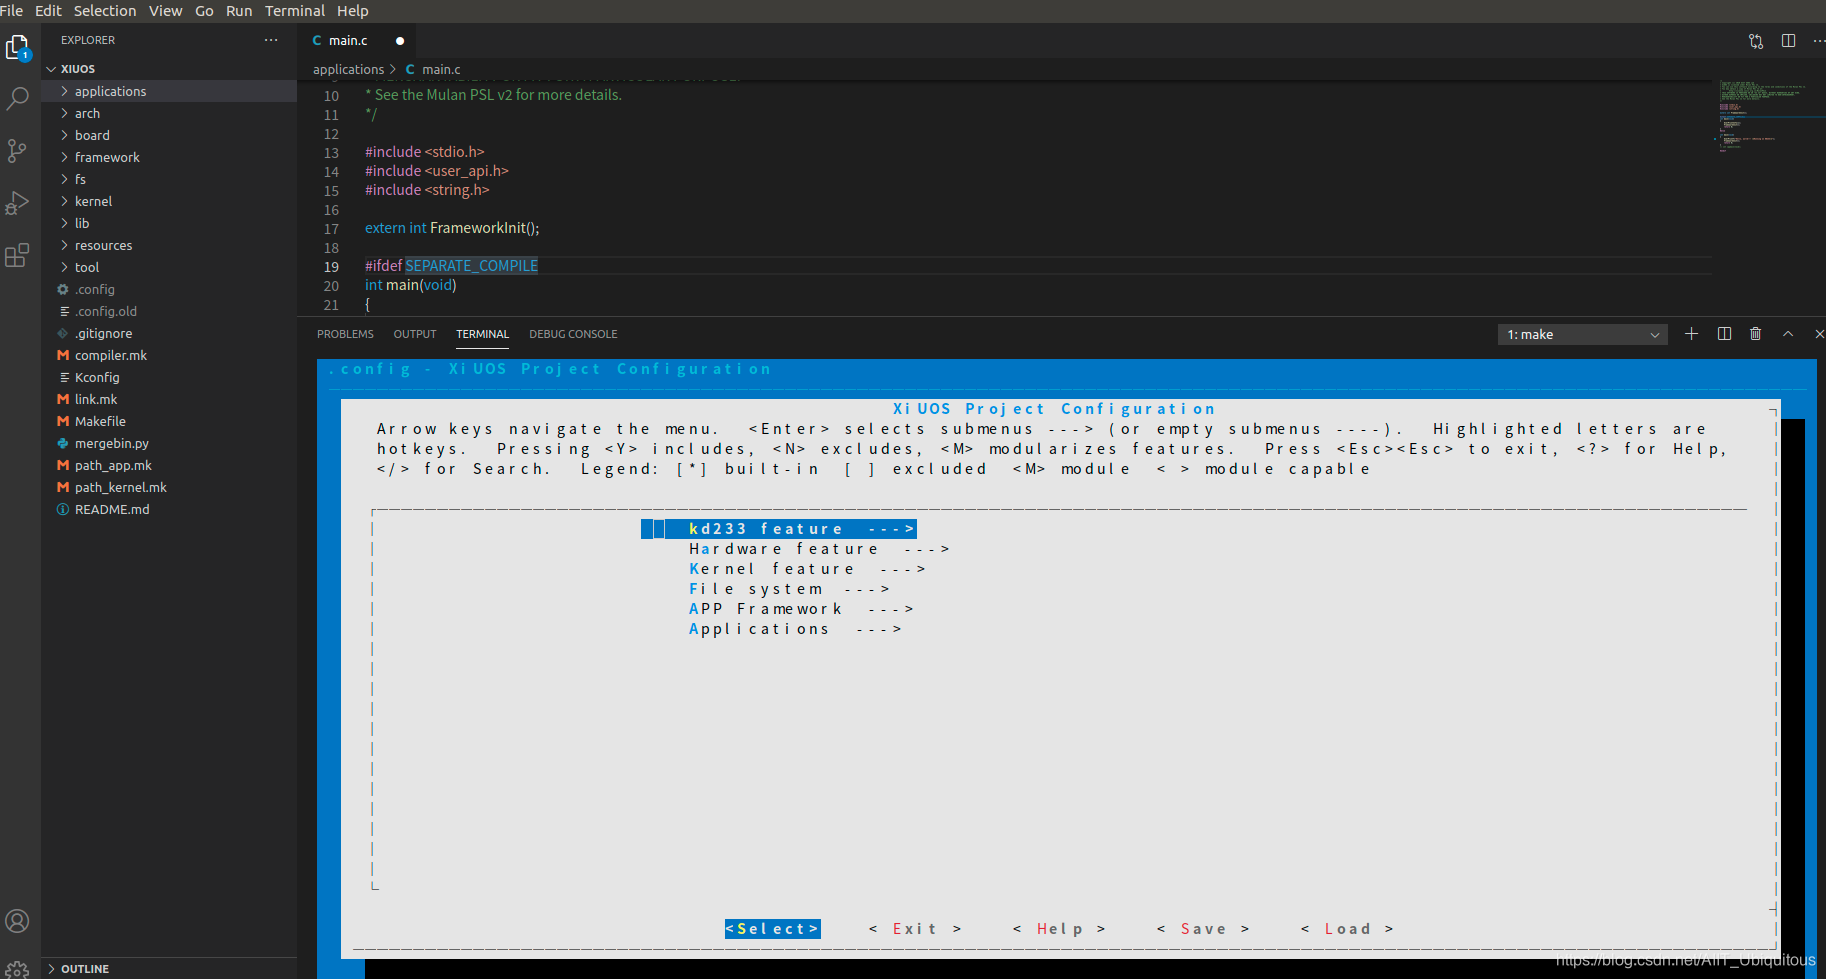 File Edit Selection View Go Run Terminal Help
EXPLORER
XIUOS
applications
arch
board
framework
fs
kernel
lib
resources
tool
.config
.config.old
.gitignore
compiler.mk
Kconfig
link.mk
Makefile
mergebin.py
path_app.mk
path_kernel.mk
README.md
OUTLINE
1
C main.c
applications > C main.c
10 * See the Mulan PSL v2 for more details.
11 */
12
13 #include <stdio.h>
14 #include <user_api.h>
15 #include <string.h>
16
17 extern int FrameworkInit();
18
19 #ifdef SEPARATE_COMPILE
20 int main(void)
21 {
PROBLEMS OUTPUT TERMINAL DEBUG CONSOLE 1: make
.config - XiUOS Project Configuration
XiUOS Project Configuration
Arrow keys navigate the menu. <Enter> selects submenus ---> (or empty submenus ----). Highlighted letters are
hotkeys. Pressing <Y> includes, <N> excludes, <M> modularizes features. Press <Esc><Esc> to exit, <?> for Help,
</> for Search. Legend: [*] built-in [ ] excluded <M> module < > module capable
kd233 feature --->
Hardware feature --->
Kernel feature --->
File system --->
APP Framework --->
Applications --->
<Select> < Exit > < Help > < Save > < Load >
https://blog.csdn.net/AIIT_Ubiquitous